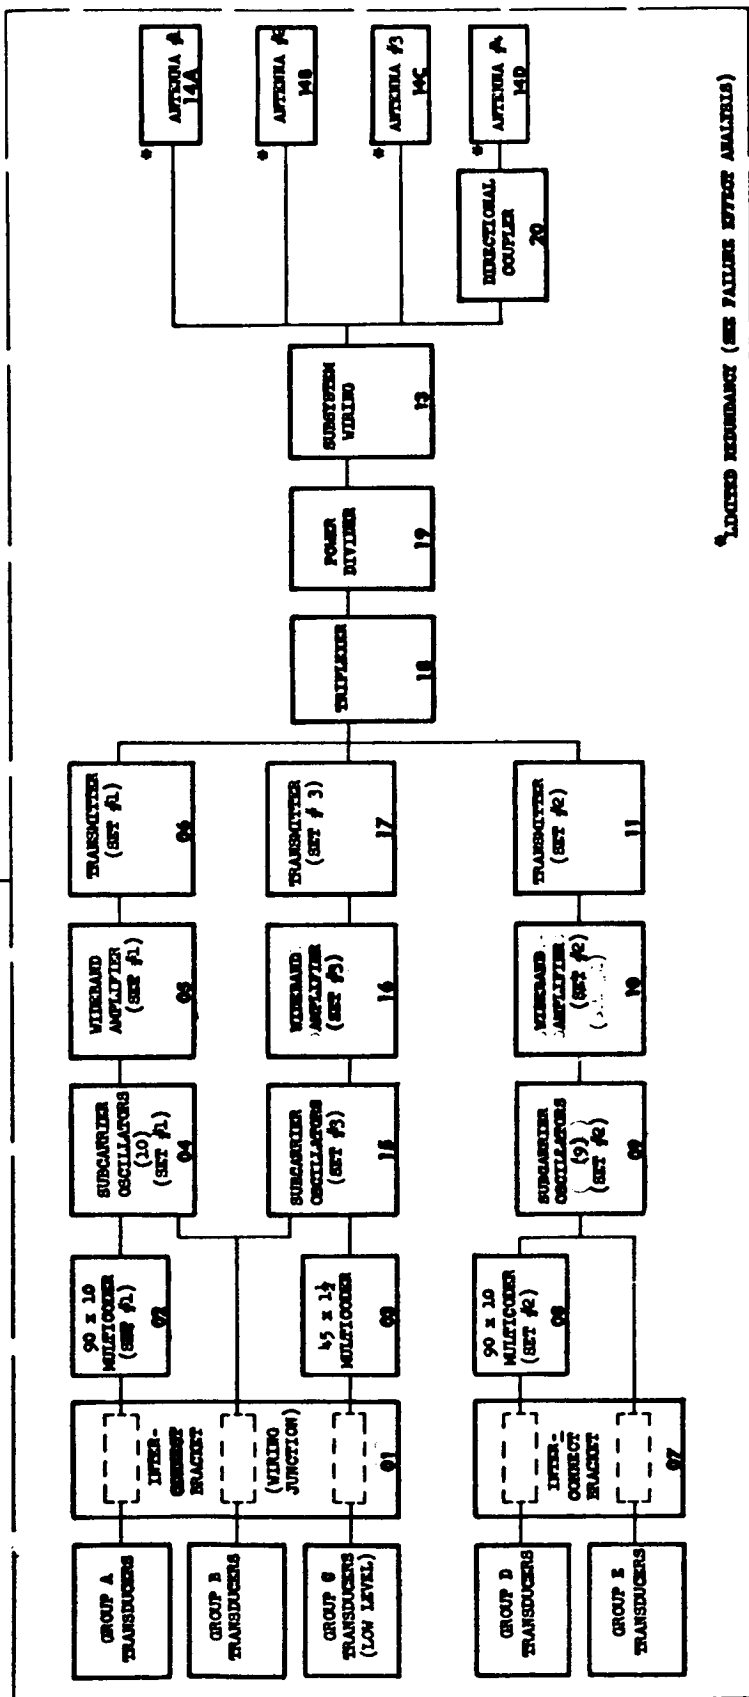 GROUP A
TRANSDUCERS
GROUP B
TRANSDUCERS
TRANSDUCERS
(LOW LEVEL)
GROUP D
TRANSDUCERS
GROUP E
TRANSDUCERS
INTER-
BRACKET
(WIRING
JUNCTION)
01
INTER-
CONNECT
BRACKET
07
90 x 10
MULTICODER
(SET #1)
02
45 x 1½
MULTICODER
03
90 x 10
MULTICODER
(SET #2)
08
SUBCARRIER
OSCILLATORS
(10)
(SET #1)
04
SUBCARRIER
OSCILLATORS
(SET #3)
15
SUBCARRIER
OSCILLATORS
(9)
(SET #2)
09
WIDEBAND
AMPLIFIER
(SET #1)
05
WIDEBAND
AMPLIFIER
(SET #3)
16
WIDEBAND
AMPLIFIER
(SET #2)
10
TRANSMITTER
(SET #1)
06
TRANSMITTER
(SET # 3)
17
TRANSMITTER
(SET #2)
11
TRIPLEXER
18
POWER
DIVIDER
19
SUBSYSTEM
WIRING
13
DIRECTIONAL
COUPLER
20
* ANTENNA #1
14A
* ANTENNA #2
14B
* ANTENNA #3
14C
* ANTENNA #4
14D
*LIMITED REDUNDANCY (SEE FAILURE EFFECT ANALYSIS)